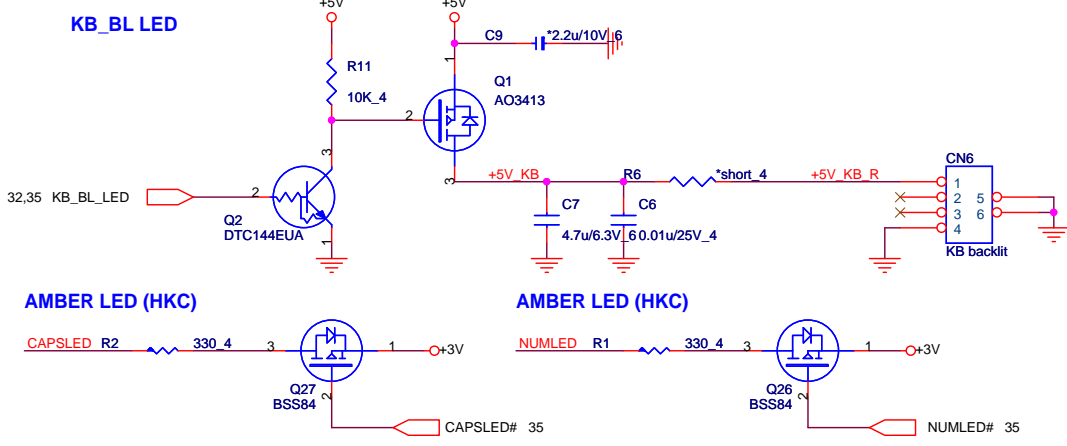 KB_BL LED
+5V
+5V
C9
*2.2u/10V_6
R11
10K_4
1
Q1
AO3413
2
3
3
32,35 KB_BL_LED
2
Q2
DTC144EUA
1
+5V_KB
R6
*short_4
+5V_KB_R
C7
4.7u/6.3V_6
C6
0.01u/25V_4
CN6
1
2
3
4
5
6
KB backlit
AMBER LED (HKC)
CAPSLED
R2
330_4
3
1
+3V
Q27
BSS84
2
CAPSLED# 35
AMBER LED (HKC)
NUMLED
R1
330_4
3
1
+3V
Q26
BSS84
2
NUMLED# 35